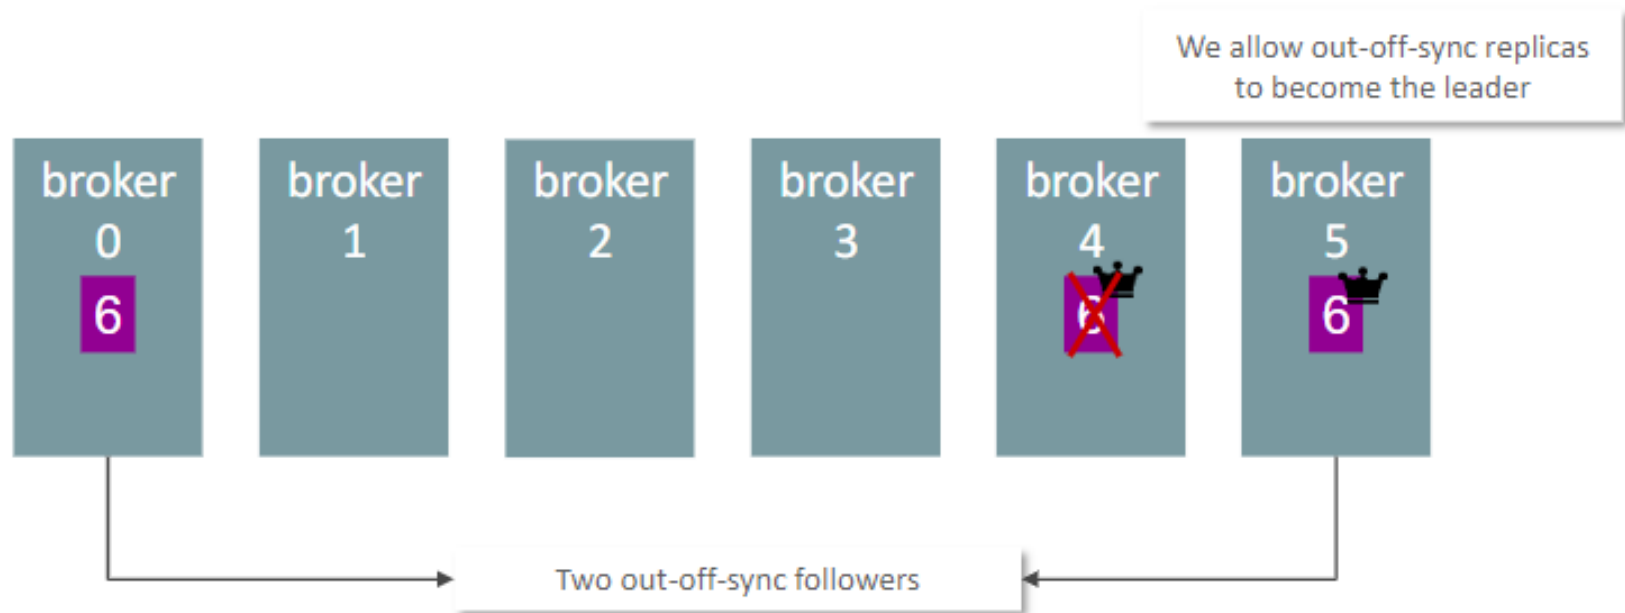 We allow out-off-sync replicas
to become the leader
broker
0
6
broker
1
broker
2
broker
3
broker
4
6
broker
5
6
Two out-off-sync followers